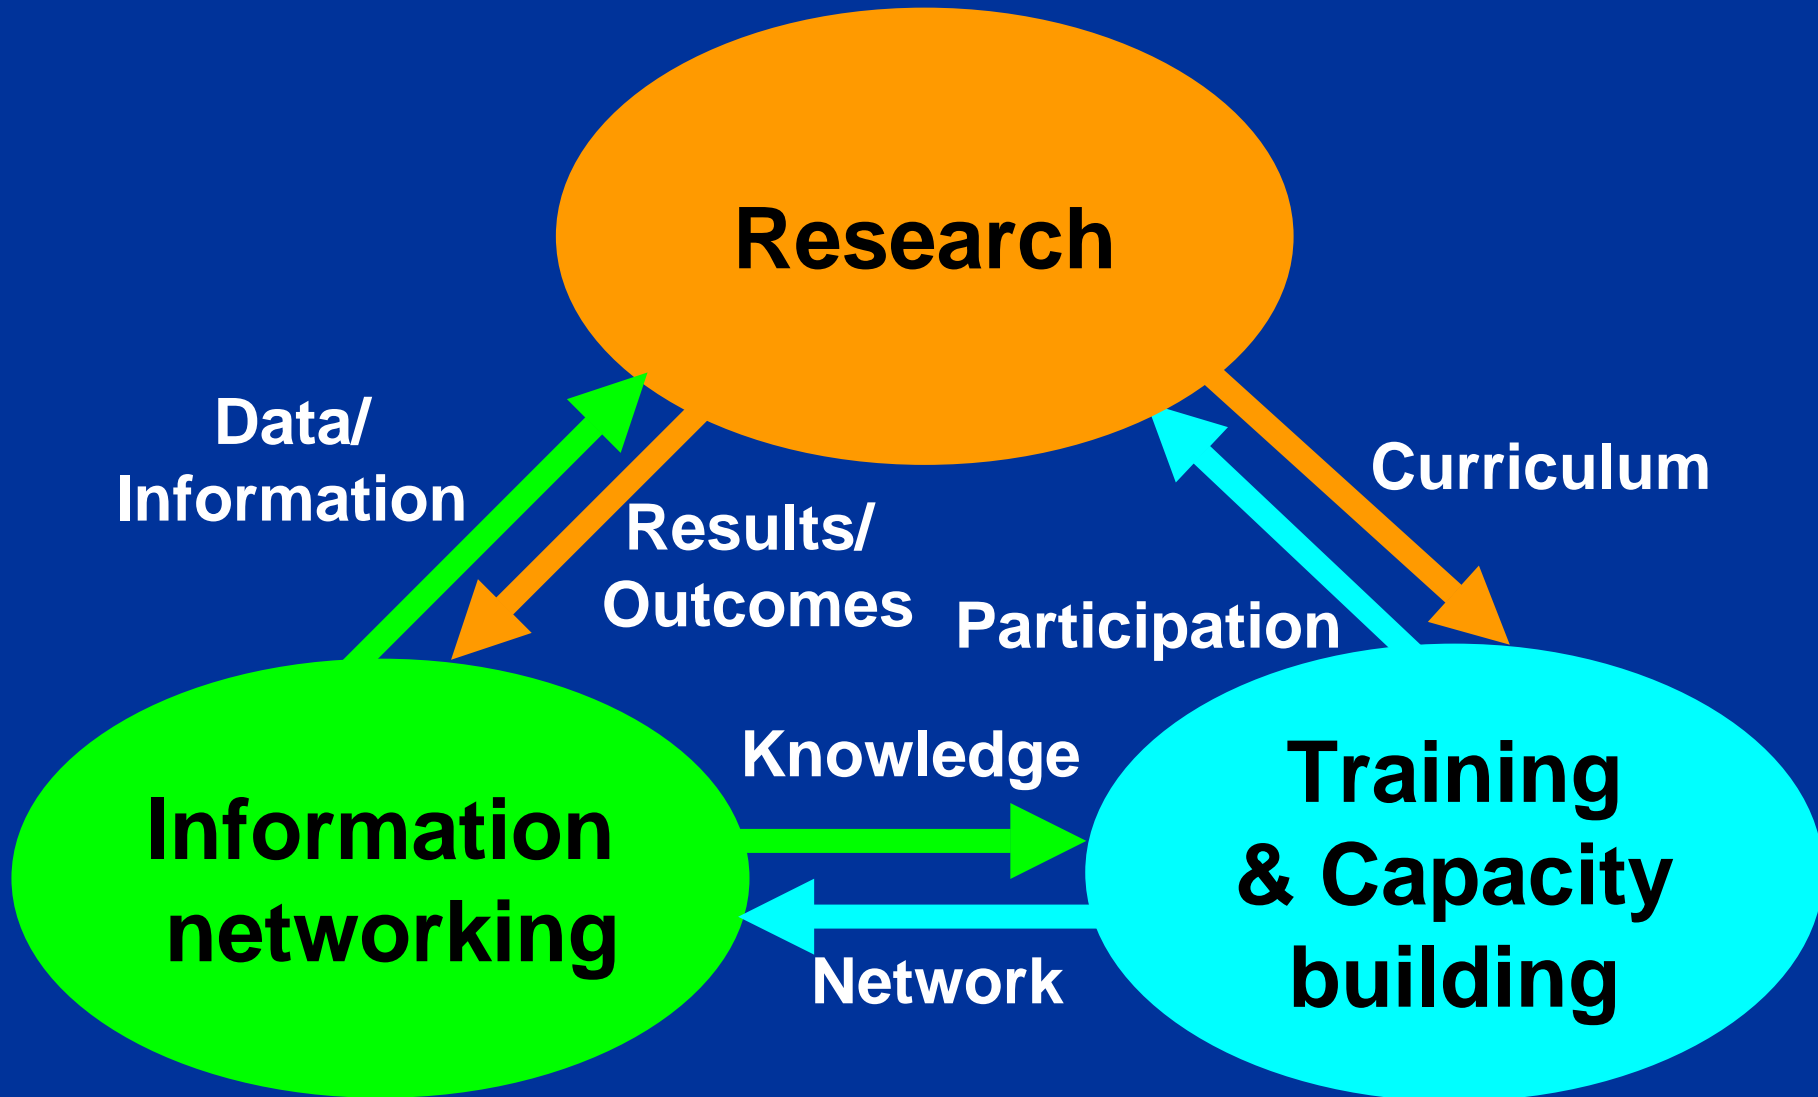 Research
Data/
Information
Results/
Outcomes
Curriculum
Participation
Knowledge
Information
networking
Training
& Capacity
building
Network